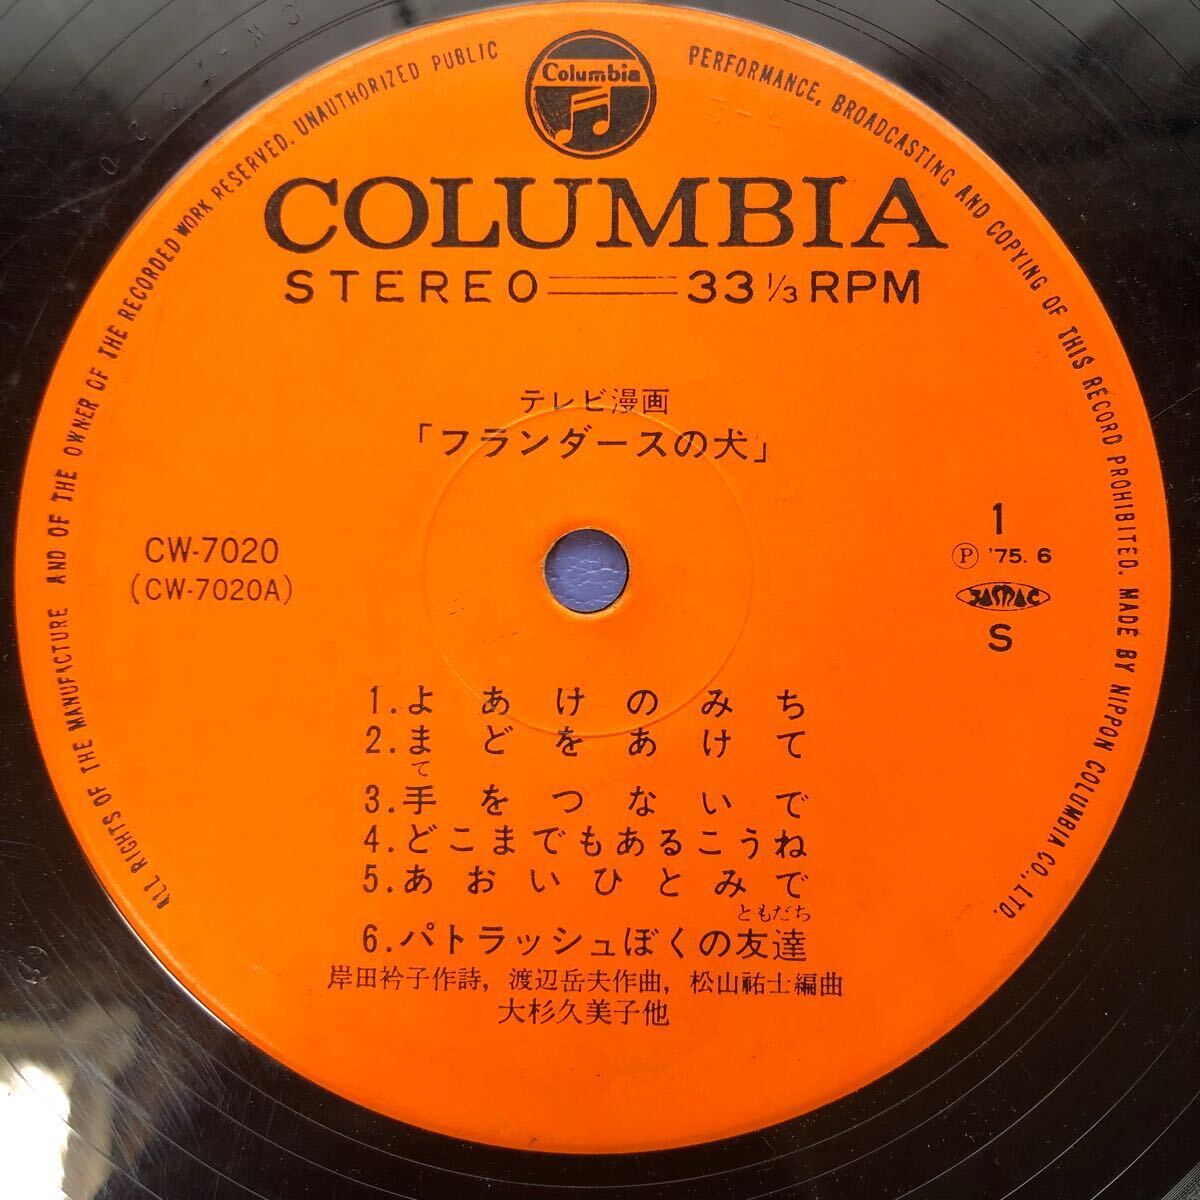 ALL RIGHTS OF THE MANUFACTURE AND OF THE OWNER OF THE RECORDED WORK RESERVED. UNAUTHORIZED PUBLIC PERFORMANCE, BROADCASTING AND COPYING OF THIS RECORD PROHIBITED. MADE BY NIPPON COLUMBIA CO., LTD.
Columbia
COLUMBIA
STEREO 33 1/3 RPM
テレビ漫画
「フランダースの犬」
CW-7020
(CW-7020A)
1
Ⓟ '75. 6
JASRAC
S
1.よあけのみち
2.まどをあけて
て
3.手をつないで
4.どこまでもあるこうね
5.あおいひとみで
ともだち
6.パトラッシュぼくの友達
岸田衿子作詩, 渡辺岳夫作曲, 松山祐士編曲
大杉久美子他